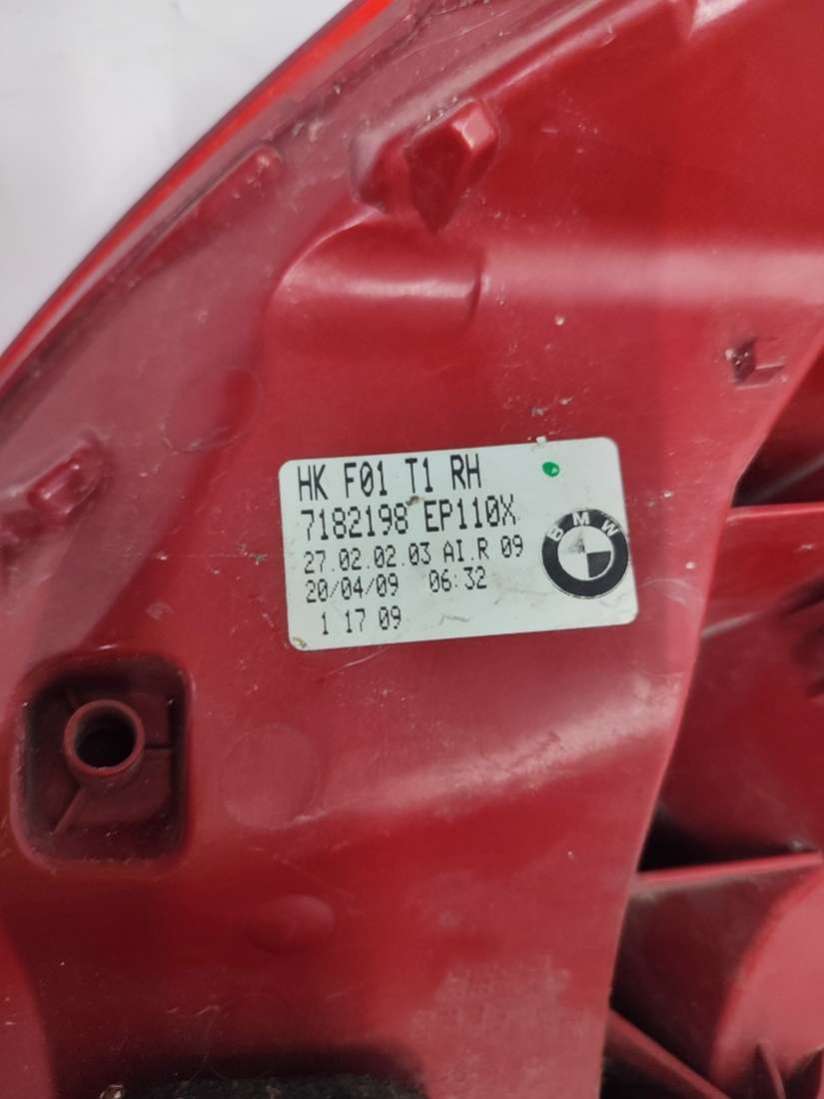 HK F01 T1 RH
7182198 EP110X
27.02.02.03 AI.R 09
20/04/09 06:32
1 17 09
BMW